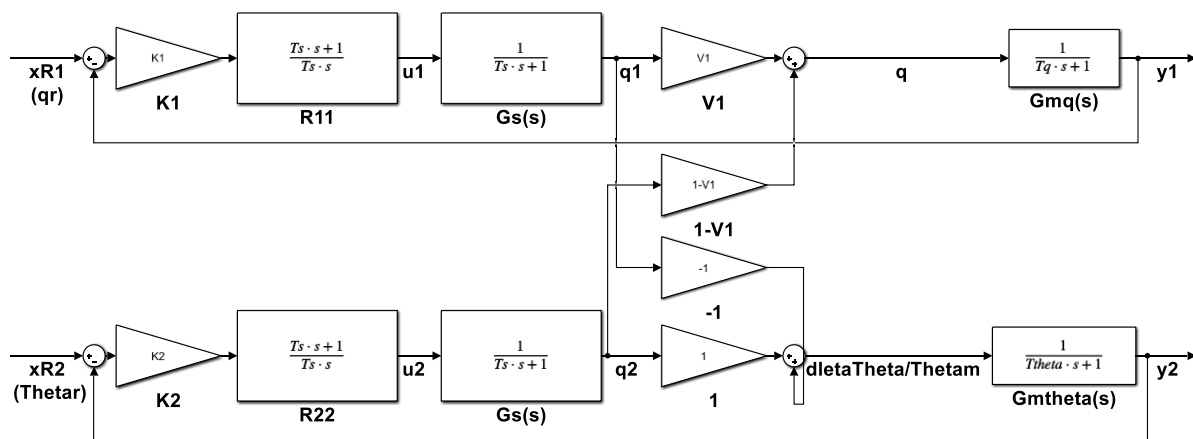 xR1
(qr)
K1
K1
Ts·s+1
Ts·s
R11
u1
1
Ts·s+1
Gs(s)
q1
V1
V1
q
1
Tq·s+1
Gmq(s)
y1
1-V1
1-V1
-1
-1
xR2
(Thetar)
K2
K2
Ts·s+1
Ts·s
R22
u2
1
Ts·s+1
Gs(s)
q2
1
1
dletaTheta/Thetam
1
Ttheta·s+1
Gmtheta(s)
y2